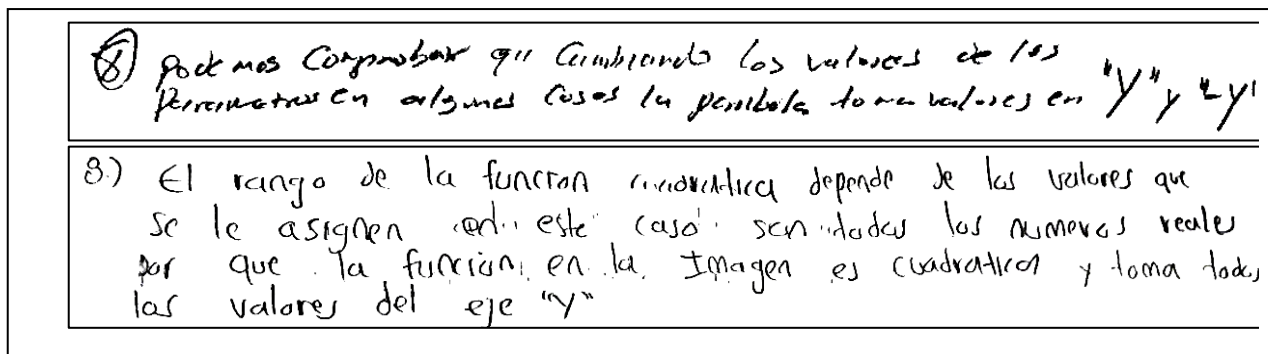 8) Podemos Comprobar que Cambiando los valores de los
Parametros en algunos Casos la parabola toma valores en "y" y "-y"
8.) El rango de la función cuadratica depende de los valores que
se le asignen en este caso son todos los numeros reales
por que la función en la Imagen es cuadratica y toma todos
los valores del eje "y"